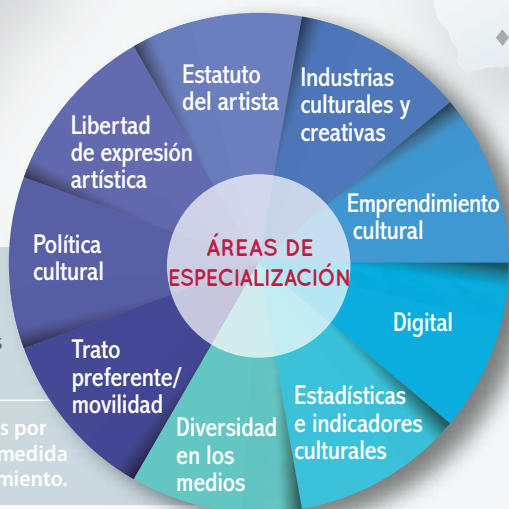 Estatuto
del artista
Industrias
culturales y
creativas
Emprendimiento
cultural
Digital
Estadísticas
e indicadores
culturales
Diversidad
en los
medios
Trato
preferente/
movilidad
Política
cultural
Libertad
de expresión
artística
ÁREAS DE
ESPECIALIZACIÓN
s
s por
medida
miento.